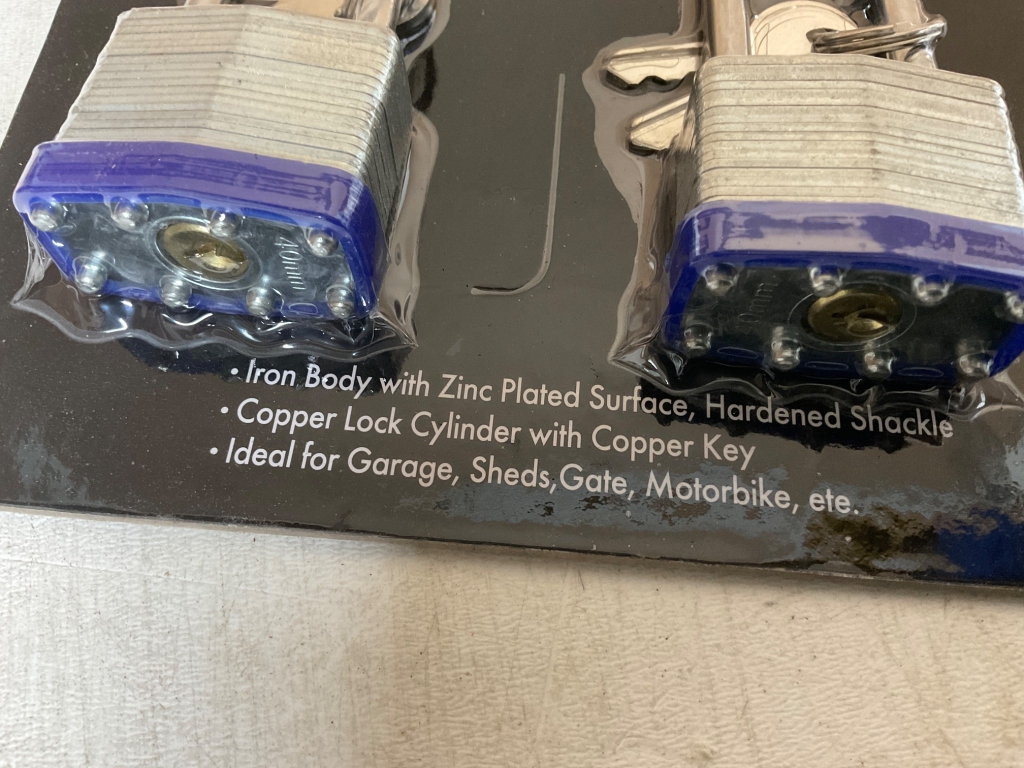 40mm
• Iron Body with Zinc Plated Surface, Hardened Shackle
• Copper Lock Cylinder with Copper Key
• Ideal for Garage, Sheds,Gate, Motorbike, ete.